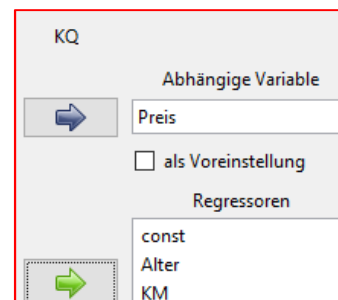 KQ
Abhängige Variable
Preis
als Voreinstellung
Regressoren
const
Alter
KM